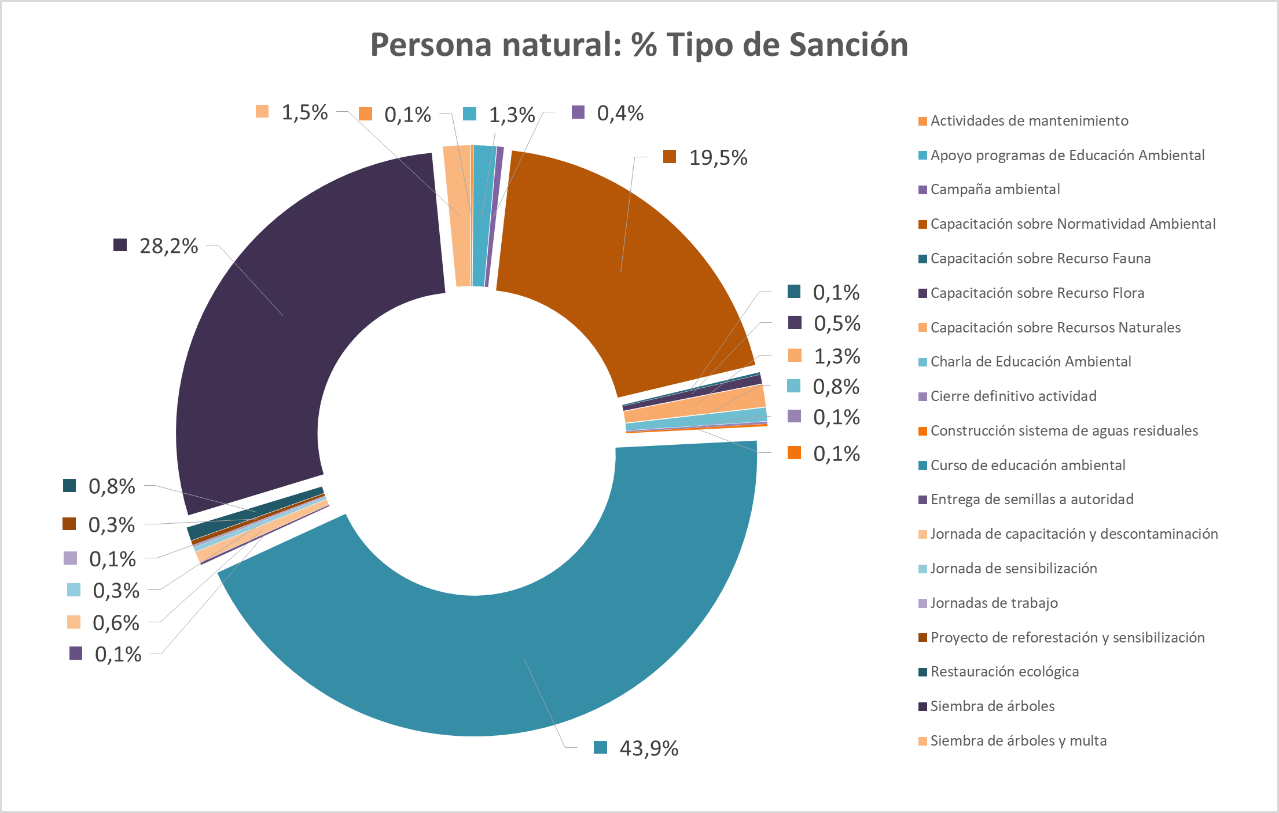 Persona natural: % Tipo de Sanción
1,5%
0,1%
1,3%
0,4%
19,5%
28,2%
0,1%
0,5%
1,3%
0,8%
0,1%
0,1%
0,8%
0,3%
0,1%
0,3%
0,6%
0,1%
43,9%
Actividades de mantenimiento
Apoyo programas de Educación Ambiental
Campaña ambiental
Capacitación sobre Normatividad Ambiental
Capacitación sobre Recurso Fauna
Capacitación sobre Recurso Flora
Capacitación sobre Recursos Naturales
Charla de Educación Ambiental
Cierre definitivo actividad
Construcción sistema de aguas residuales
Curso de educación ambiental
Entrega de semillas a autoridad
Jornada de capacitación y descontaminación
Jornada de sensibilización
Jornadas de trabajo
Proyecto de reforestación y sensibilización
Restauración ecológica
Siembra de árboles
Siembra de árboles y multa